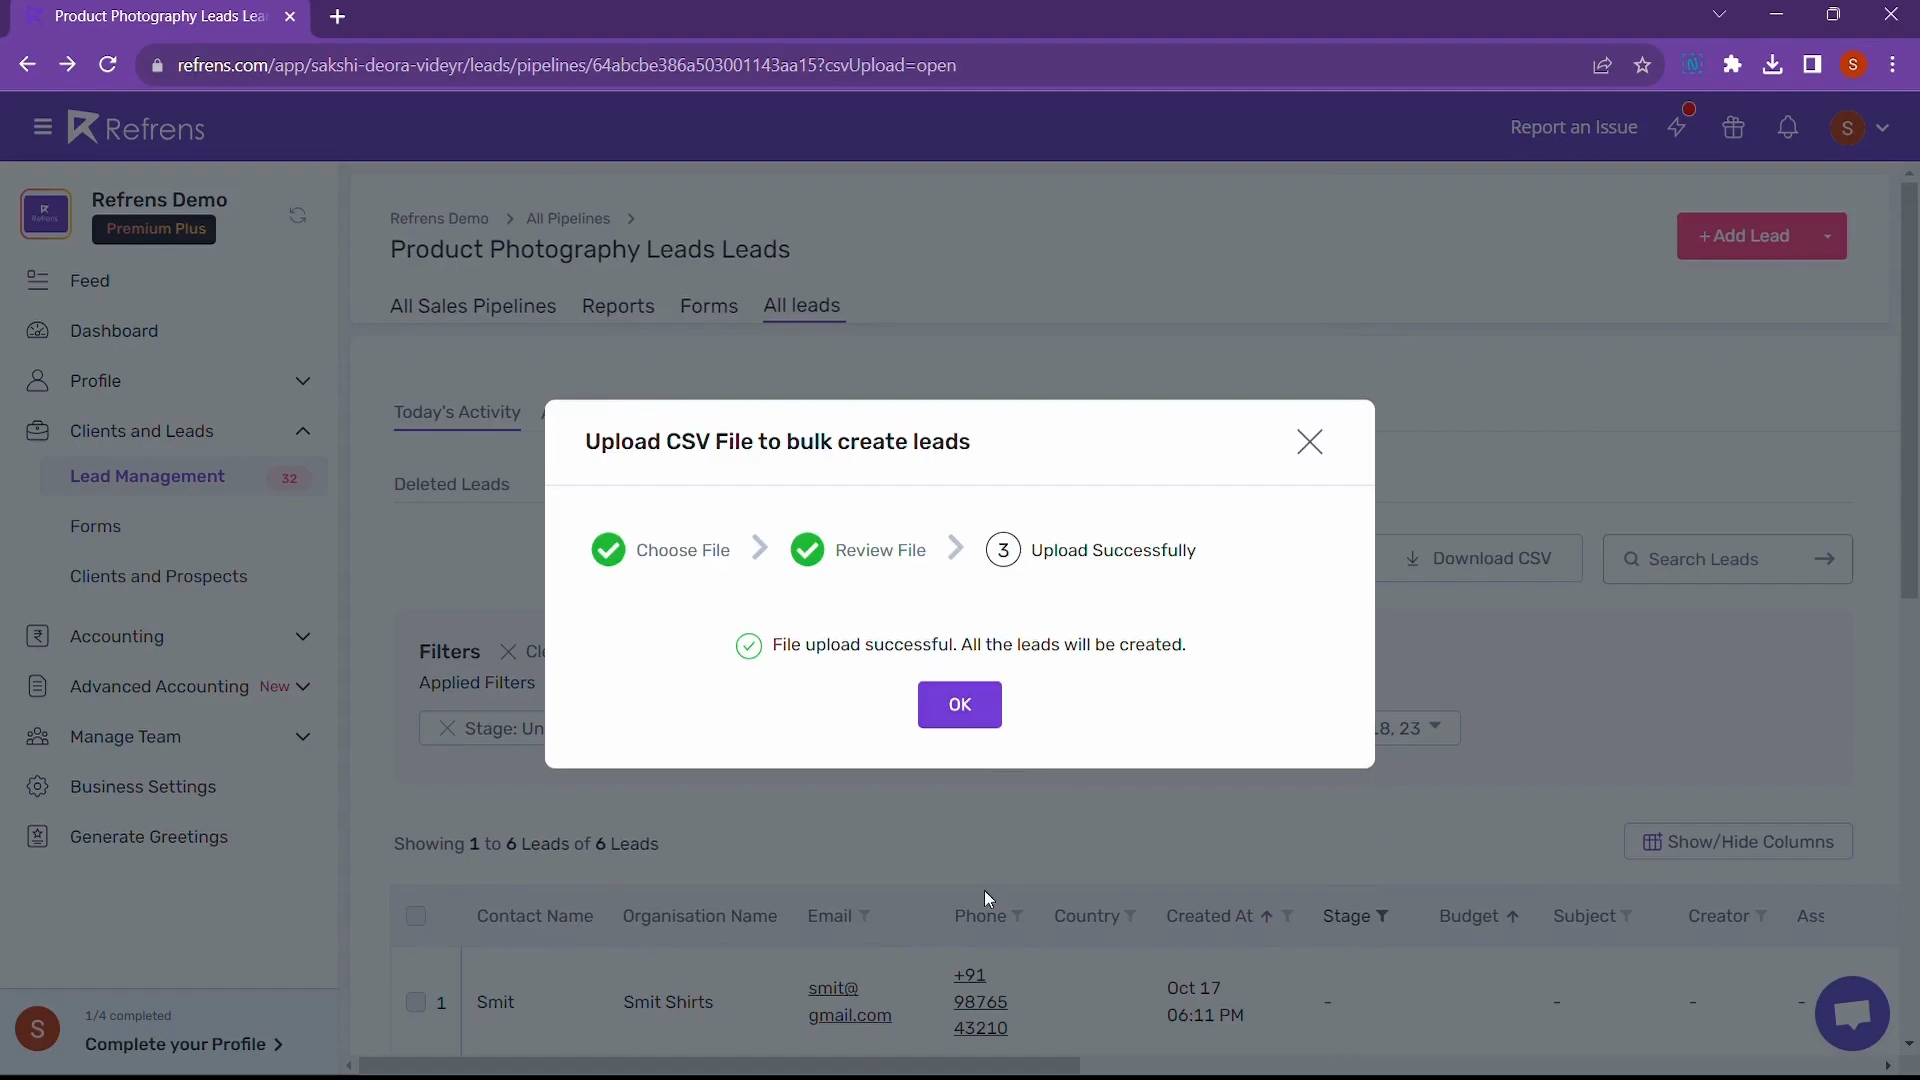 Product Photography Leads Lea
refrens.com/app/sakshi-deora-videyr/leads/pipelines/64abcbe386a503001143aa15?csvUpload=open
S
Refrens
Report an Issue
S
Refrens
Refrens Demo
Premium Plus
Feed
Dashboard
Profile
Clients and Leads
Lead Management 32
Forms
Clients and Prospects
Accounting
Advanced Accounting New
Manage Team
Business Settings
Generate Greetings
S
1/4 completed
Complete your Profile >
Refrens Demo > All Pipelines >
Product Photography Leads Leads
+ Add Lead
All Sales Pipelines Reports Forms All leads
Today's Activity
Deleted Leads
Upload CSV File to bulk create leads
Choose File Review File 3 Upload Successfully
File upload successful. All the leads will be created.
OK
Download CSV
Search Leads
Filters
Applied Filters
Stage: Un
8, 23
Showing 1 to 6 Leads of 6 Leads
Show/Hide Columns
Contact Name Organisation Name Email Phone Country Created At Stage Budget Subject Creator Ass
1 Smit Smit Shirts smit@ gmail.com +91 98765 43210 Oct 17 06:11 PM - - - -